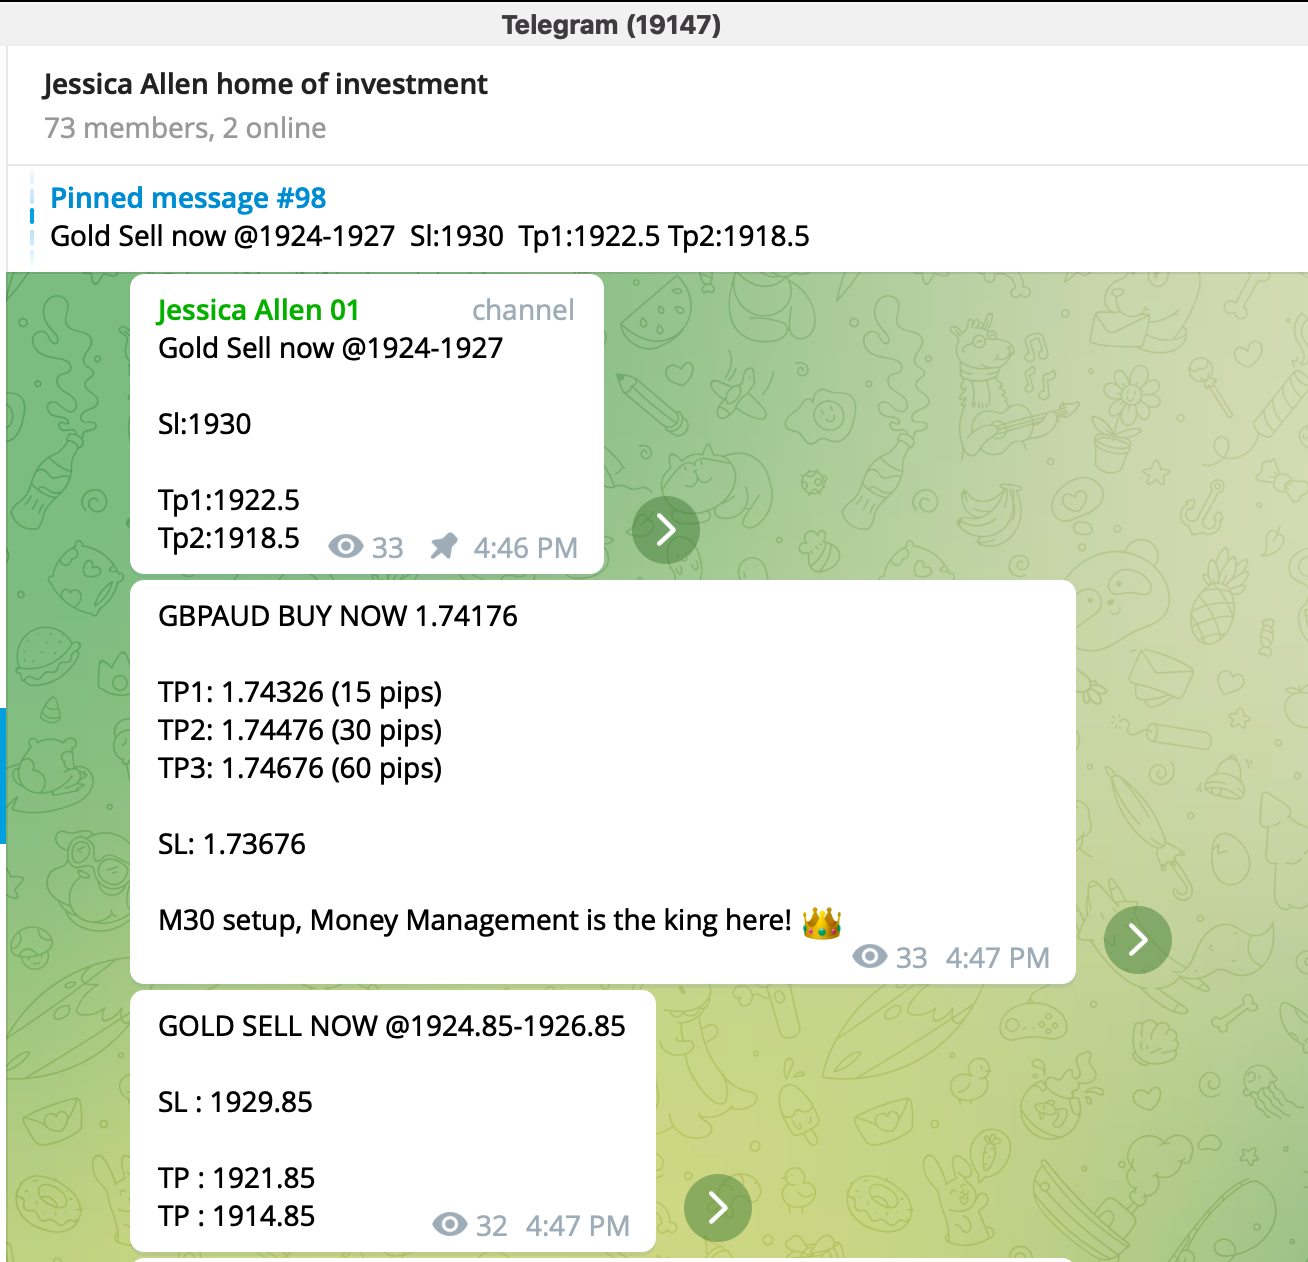 Telegram (19147)
Jessica Allen home of investment
73 members, 2 online
Pinned message #98
Gold Sell now @1924-1927  Sl:1930  Tp1:1922.5 Tp2:1918.5
Jessica Allen 01 channel
Gold Sell now @1924-1927
Sl:1930
Tp1:1922.5
Tp2:1918.5 33 4:46 PM
GBPAUD BUY NOW 1.74176
TP1: 1.74326 (15 pips)
TP2: 1.74476 (30 pips)
TP3: 1.74676 (60 pips)
SL: 1.73676
M30 setup, Money Management is the king here! 👑
33 4:47 PM
GOLD SELL NOW @1924.85-1926.85
SL : 1929.85
TP : 1921.85
TP : 1914.85 32 4:47 PM